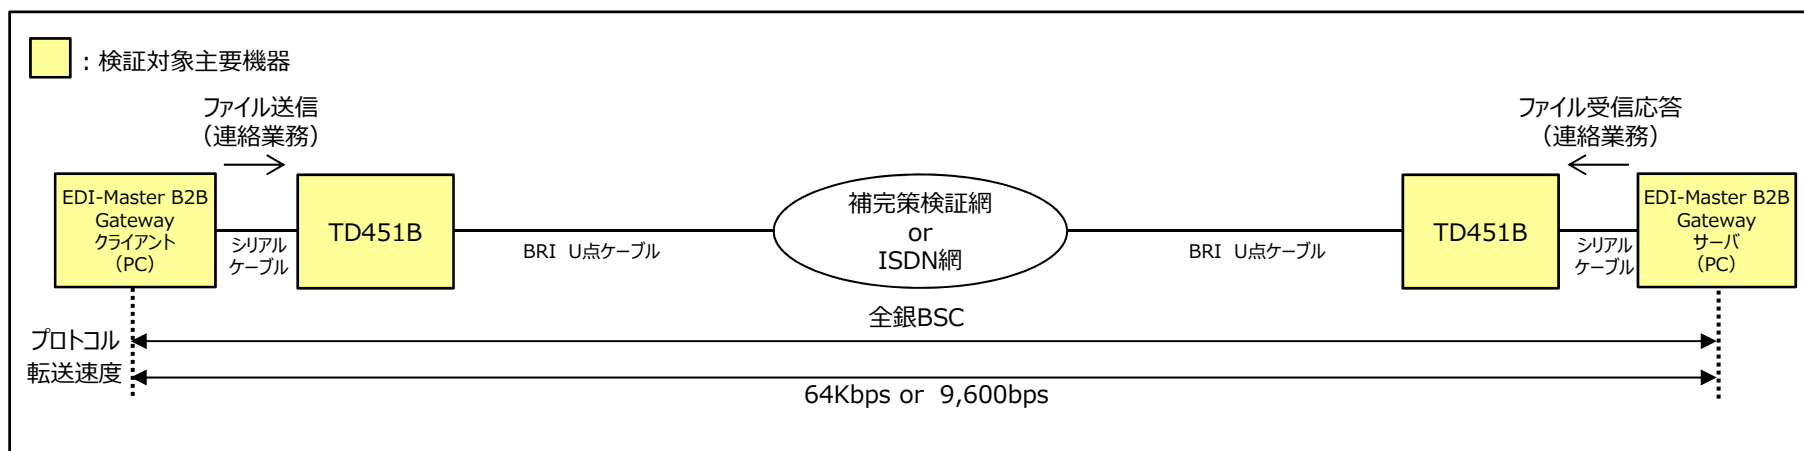 ：検証対象主要機器
ファイル送信
（連絡業務）
ファイル受信応答
（連絡業務）
EDI-Master B2B
Gateway
クライアント
（PC）
シリアル
ケーブル
TD451B
BRI U点ケーブル
補完策検証網
or
ISDN網
BRI U点ケーブル
TD451B
シリアル
ケーブル
EDI-Master B2B
Gateway
サーバ
（PC）
全銀BSC
プロトコル
転送速度
64Kbps or 9,600bps